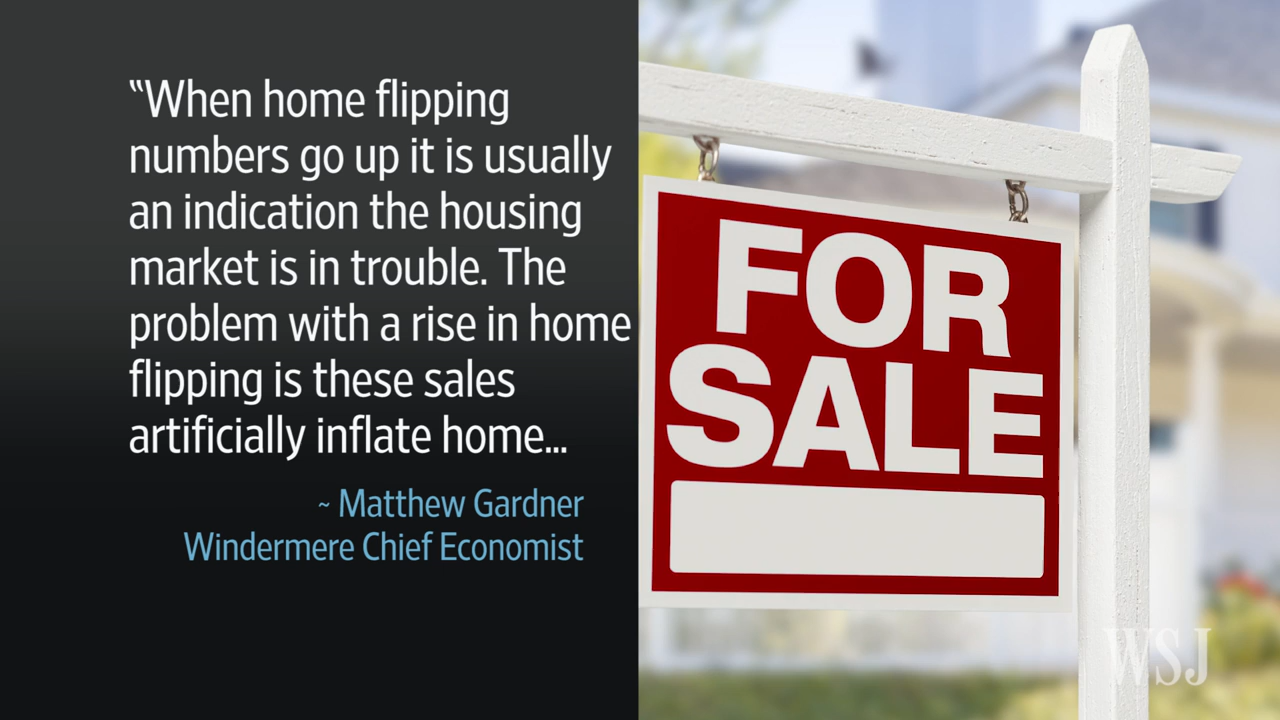 “When home flipping
numbers go up it is usually
an indication the housing
market is in trouble. The
problem with a rise in home
flipping is these sales
artificially inflate home...
~ Matthew Gardner
Windermere Chief Economist
FOR
SALE
WSJ